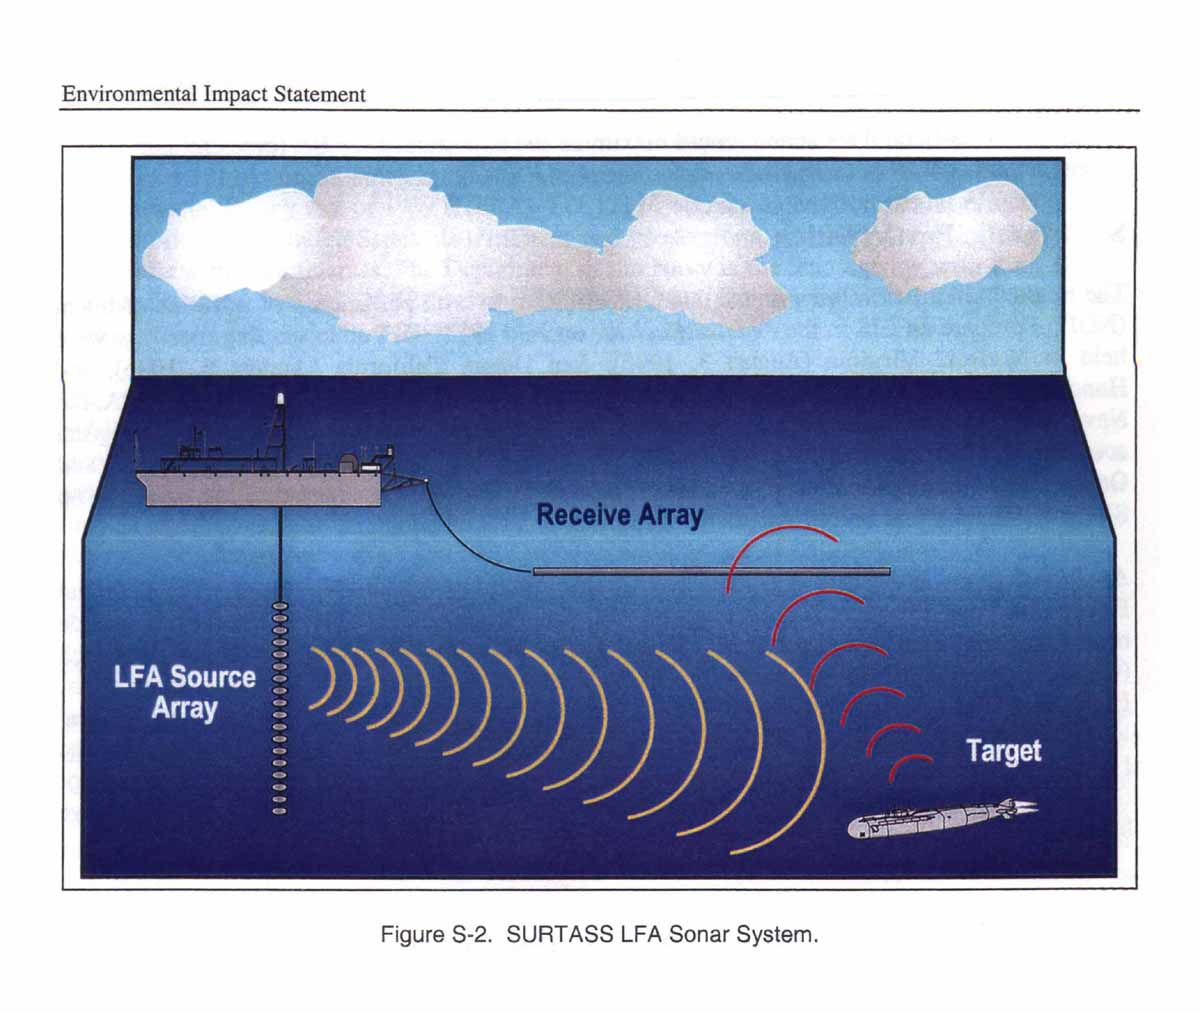 Environmental Impact Statement
Receive Array
LFA Source
Array
Target
Figure S-2. SURTASS LFA Sonar System.